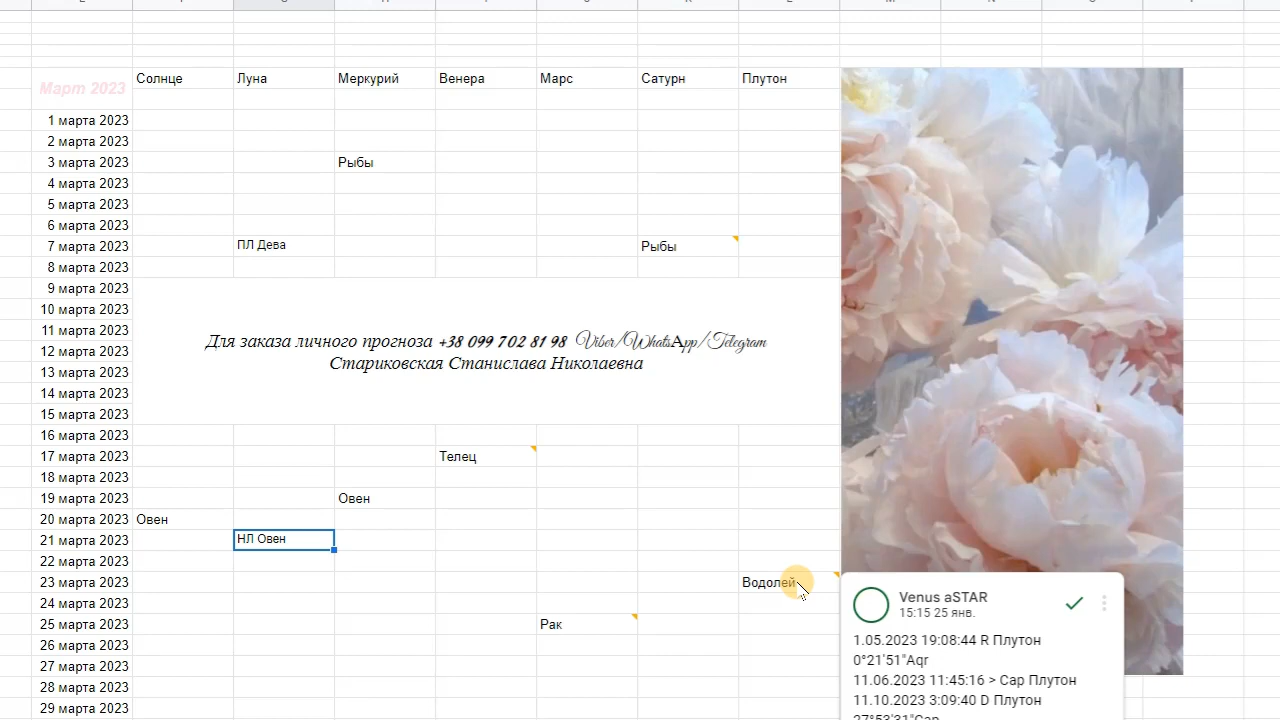 Март 2023 Солнце Луна Меркурий Венера Марс Сатурн Плутон
1 марта 2023
2 марта 2023
3 марта 2023 Рыбы
4 марта 2023
5 марта 2023
6 марта 2023
7 марта 2023 ПЛ Дева Рыбы
8 марта 2023
9 марта 2023
10 марта 2023
11 марта 2023
Для заказа личного прогноза +38 099 702 81 98 Viber/WhatsApp/Telegram
12 марта 2023
Стариковская Станислава Николаевна
13 марта 2023
14 марта 2023
15 марта 2023
16 марта 2023
17 марта 2023 Телец
18 марта 2023
19 марта 2023 Овен
20 марта 2023 Овен
21 марта 2023 НЛ Овен
22 марта 2023
23 марта 2023 Водолей
24 марта 2023
25 марта 2023 Рак
26 марта 2023
27 марта 2023
28 марта 2023
29 марта 2023
Venus aSTAR
15:15 25 янв.
1.05.2023 19:08:44 R Плутон
0°21'51"Aqr
11.06.2023 11:45:16 > Cap Плутон
11.10.2023 3:09:40 D Плутон